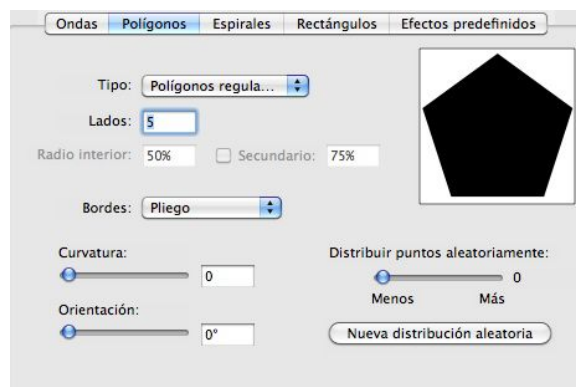 Ondas Polígonos Espirales Rectángulos Efectos predefinidos
Tipo: Polígonos regula...
Lados: 5
Radio interior: 50% Secundario: 75%
Bordes: Pliego
Curvatura:
0
Orientación:
0°
Distribuir puntos aleatoriamente:
0
Menos Más
Nueva distribución aleatoria